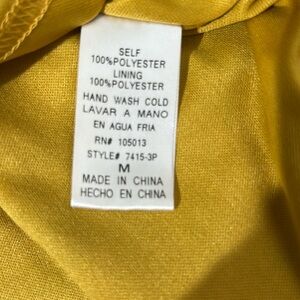 SELF
100%POLYESTER
LINING
100%POLYESTER
HAND WASH COLD
LAVAR A MANO
EN AGUA FRIA
RN# 105013
STYLE# 7415-3P
M
MADE IN CHINA
HECHO EN CHINA